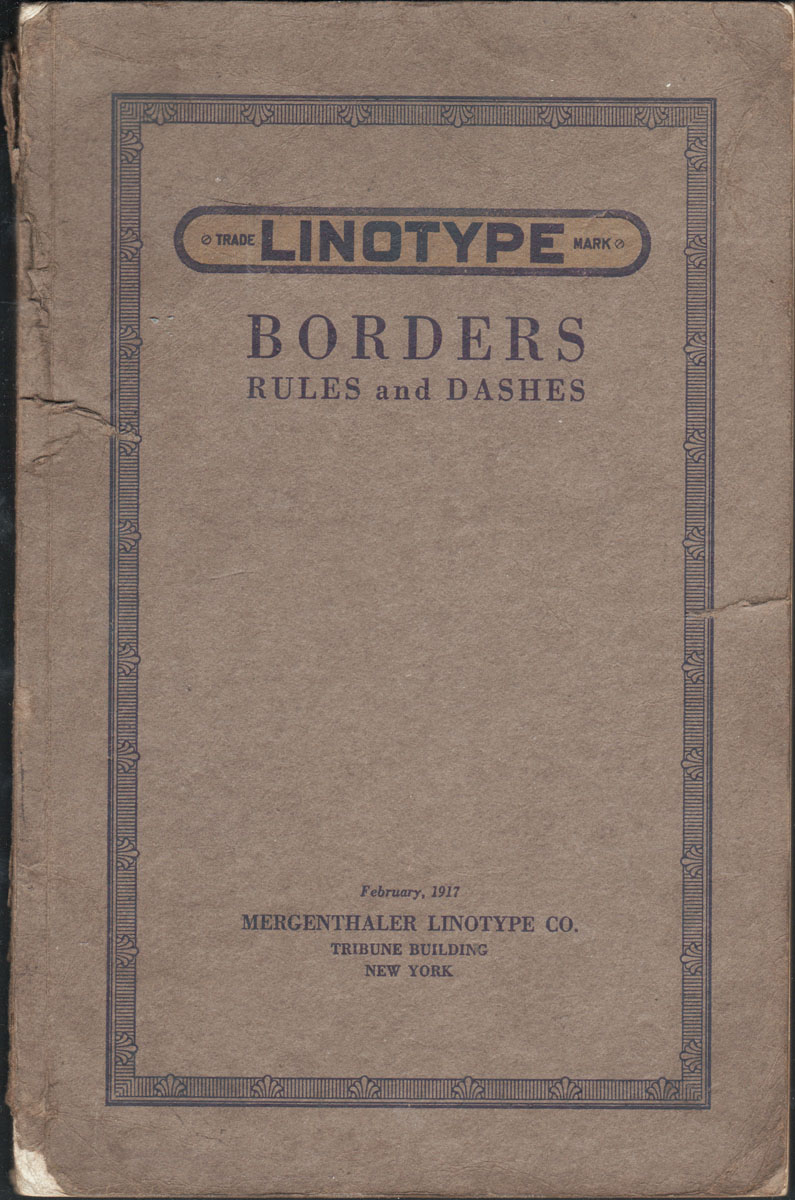 TRADE LINOTYPE MARK
BORDERS
RULES and DASHES
February, 1917
MERGENTHALER LINOTYPE CO.
TRIBUNE BUILDING
NEW YORK